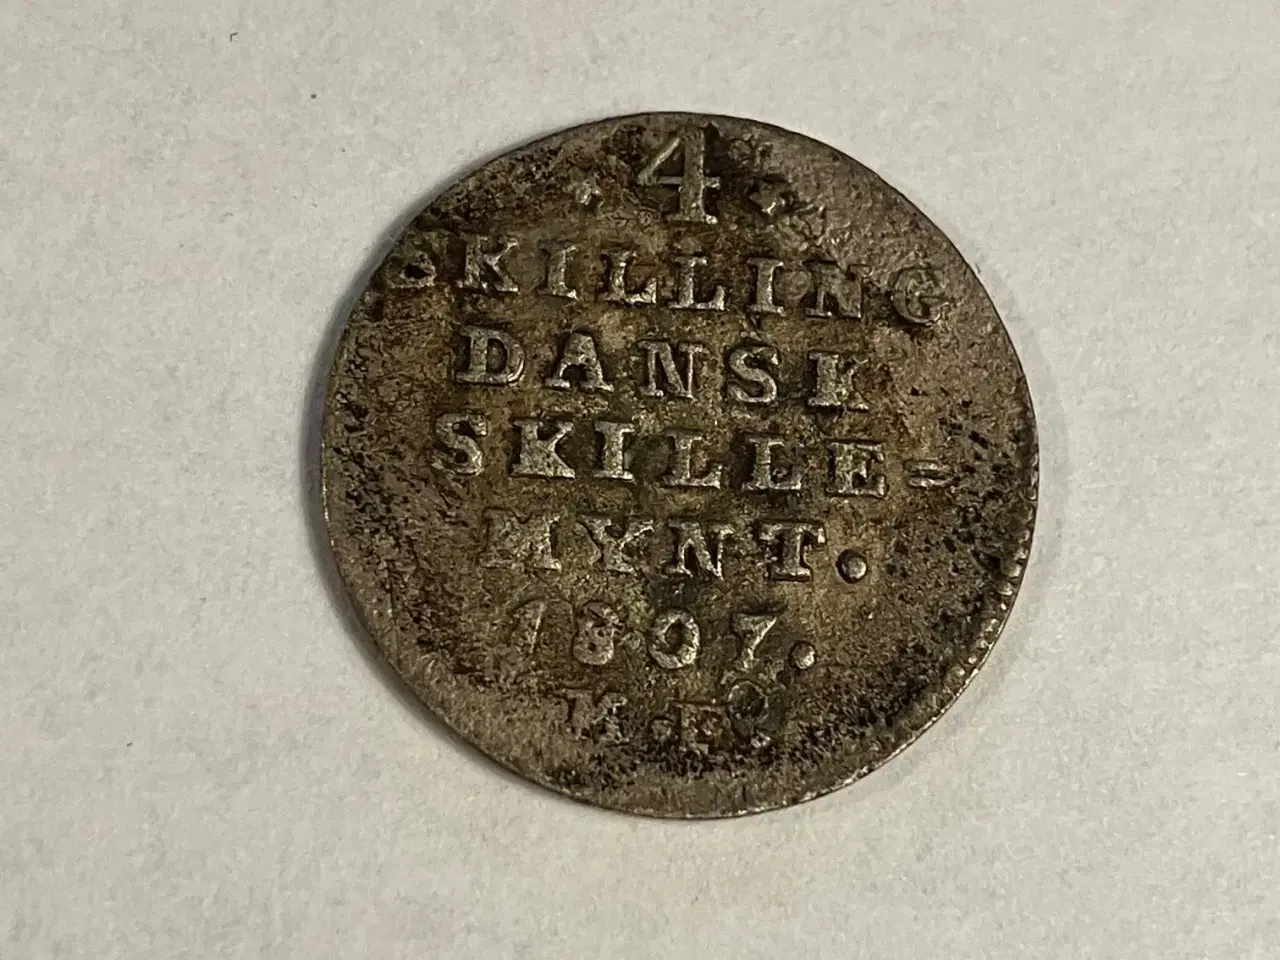 4
SKILLING
DANSK
SKILLE=
MYNT.
1807.